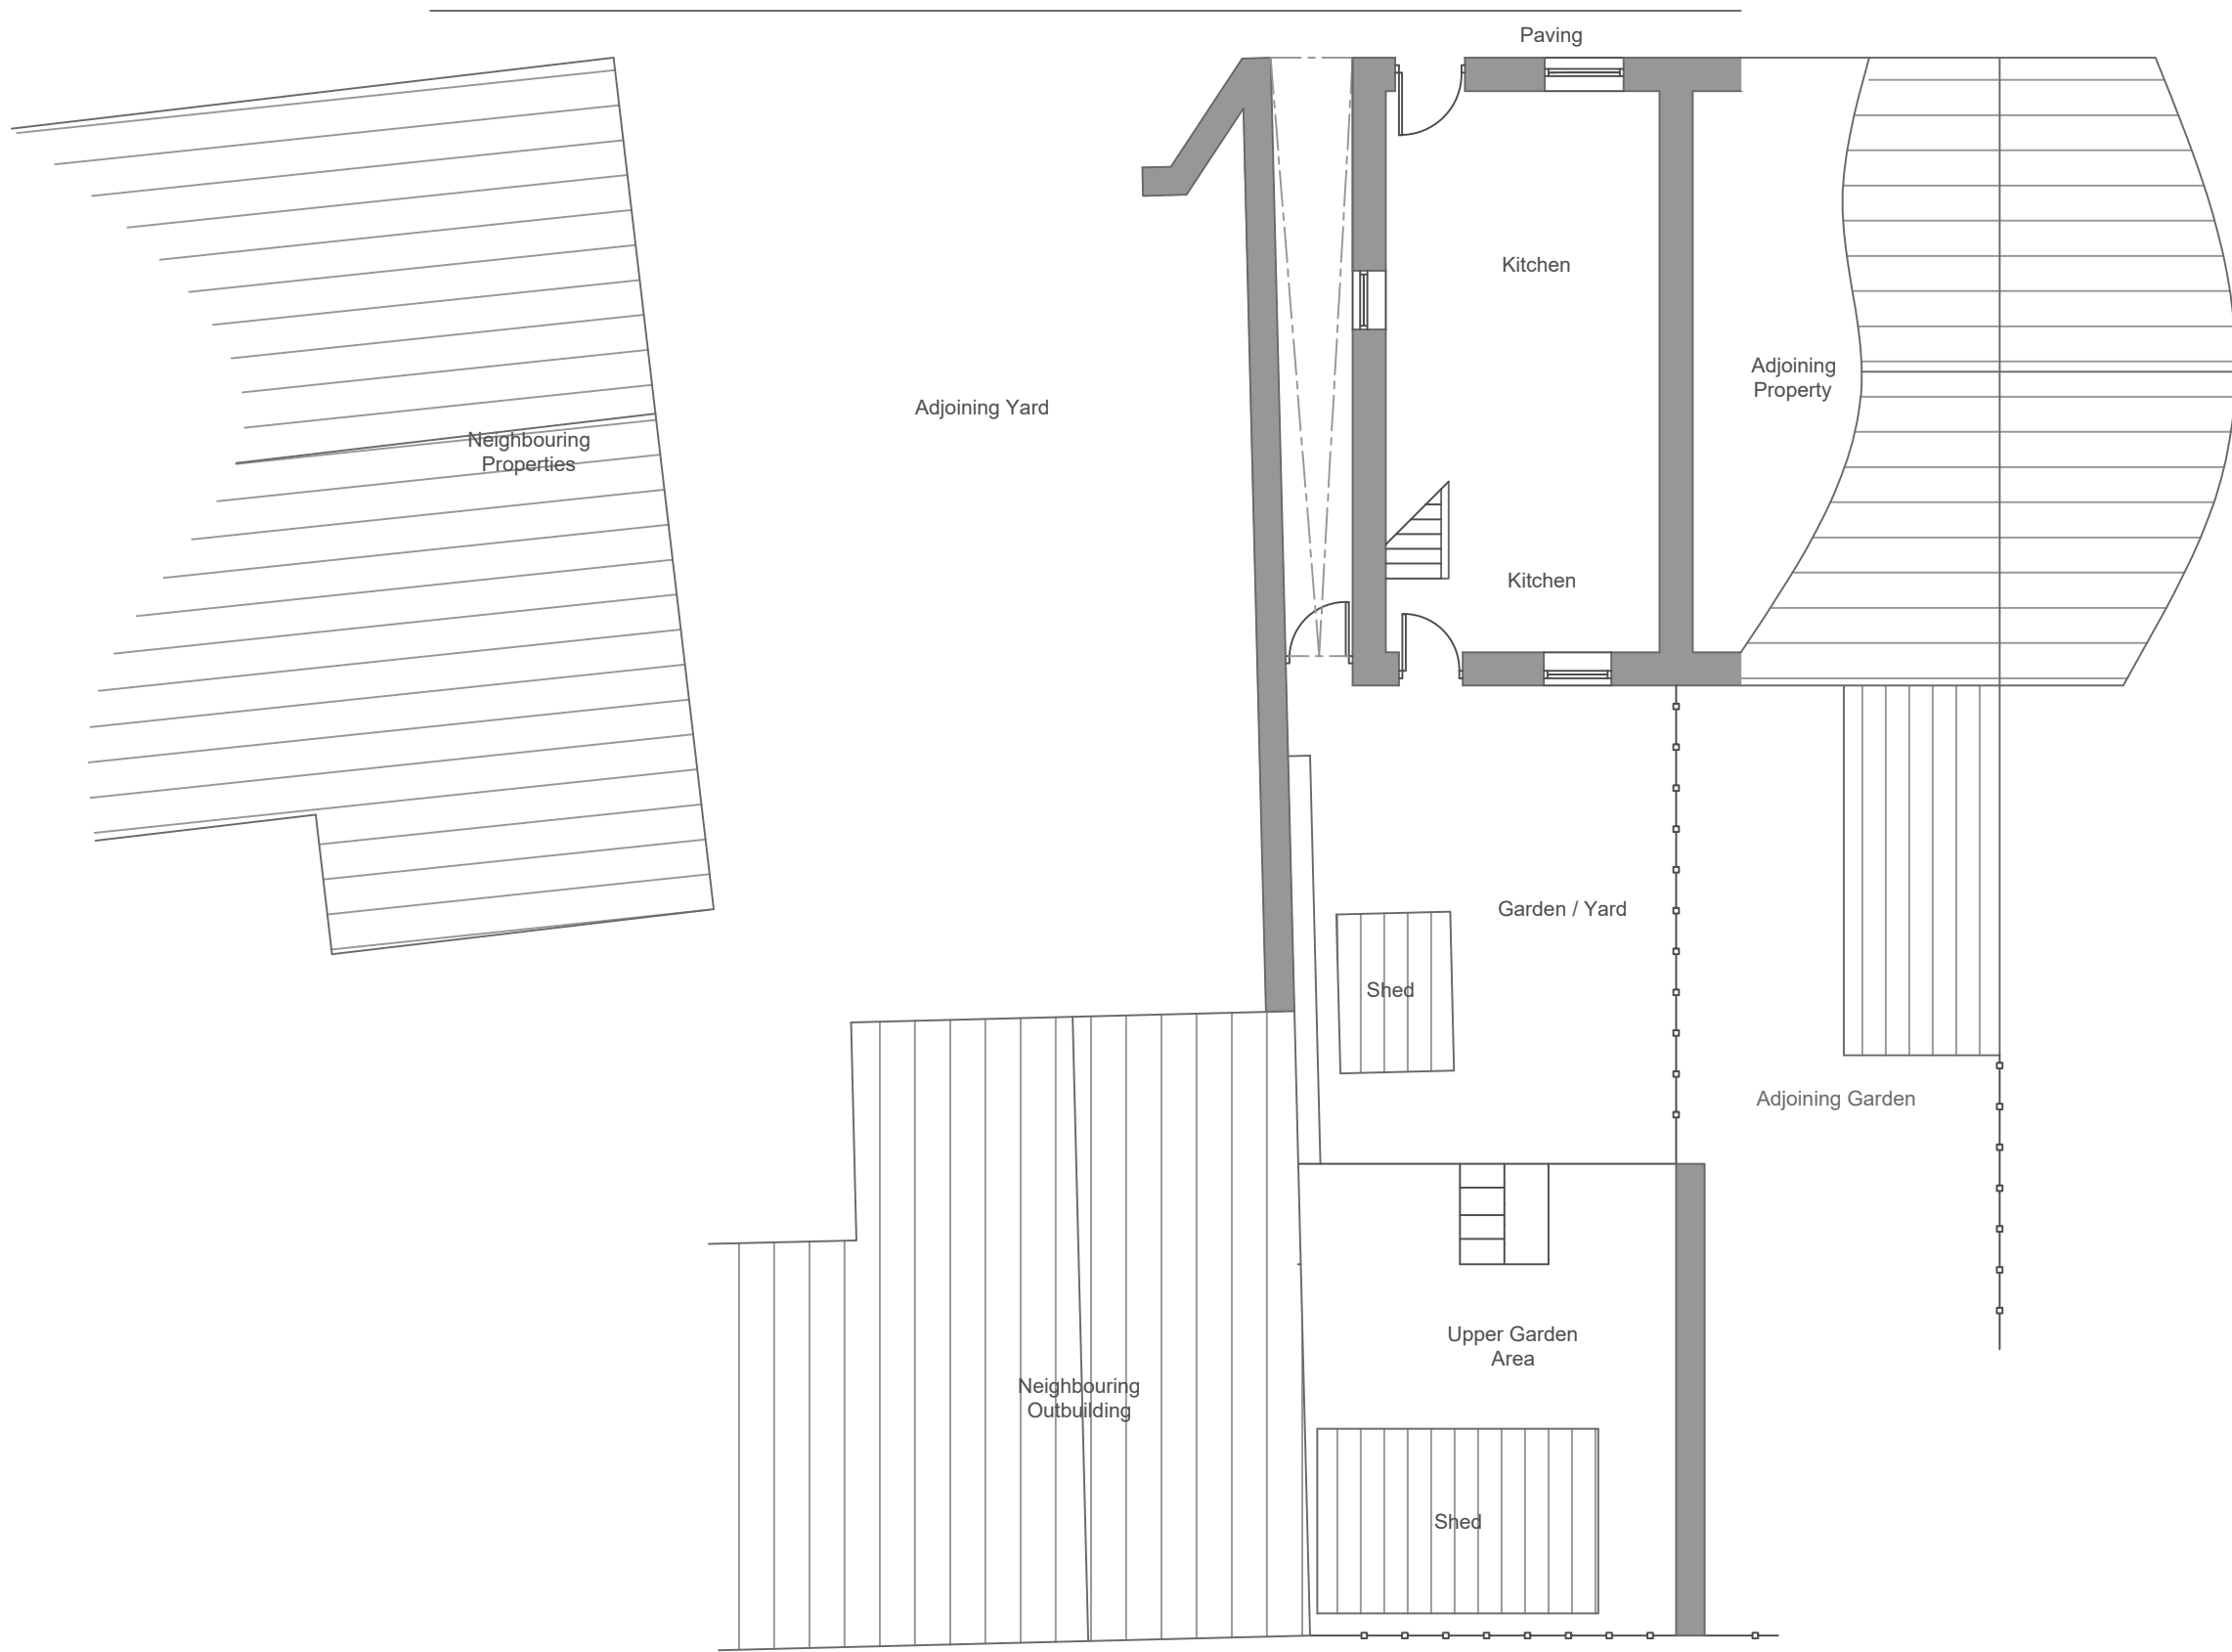 Paving
Kitchen
Adjoining
Property
Adjoining Yard
Neighbouring
Properties
Kitchen
Garden / Yard
Shed
Adjoining Garden
Upper Garden
Area
Neighbouring
Outbuilding
Shed